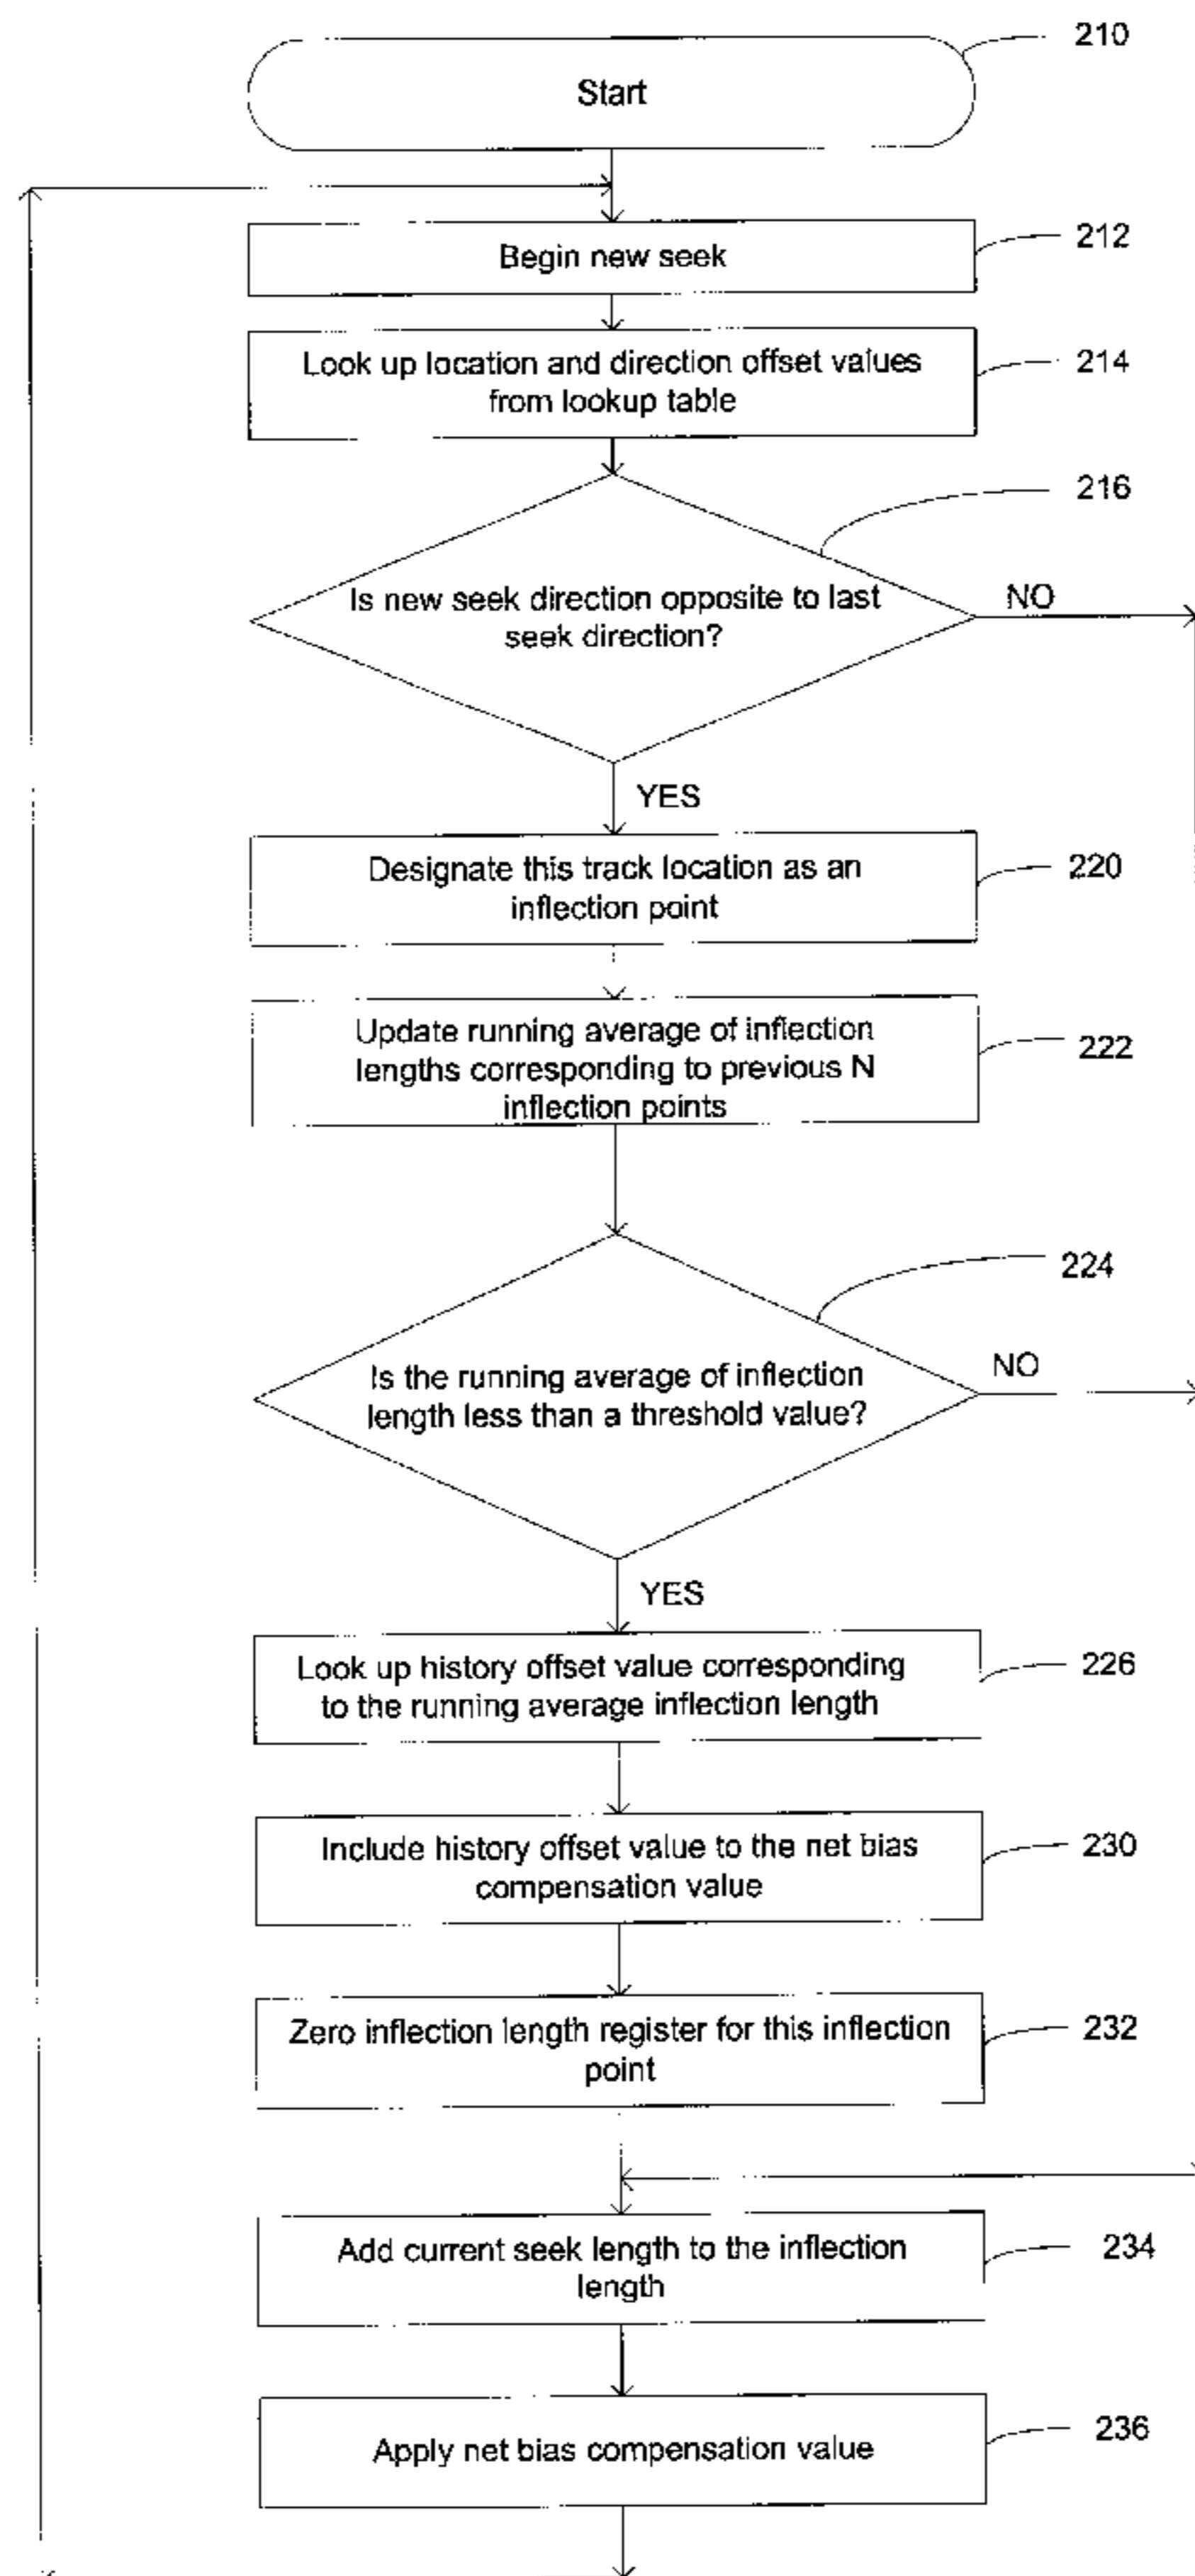 210
Start
212
Begin new seek
214
Look up location and direction offset values
from lookup table
216
Is new seek direction opposite to last
seek direction?
NO
YES
220
Designate this track location as an
inflection point
222
Update running average of inflection
lengths corresponding to previous N
inflection points
224
Is the running average of inflection
length less than a threshold value?
NO
YES
226
Look up history offset value corresponding
to the running average inflection length
230
Include history offset value to the net bias
compensation value
232
Zero inflection length register for this inflection
point
234
Add current seek length to the inflection
length
236
Apply net bias compensation value